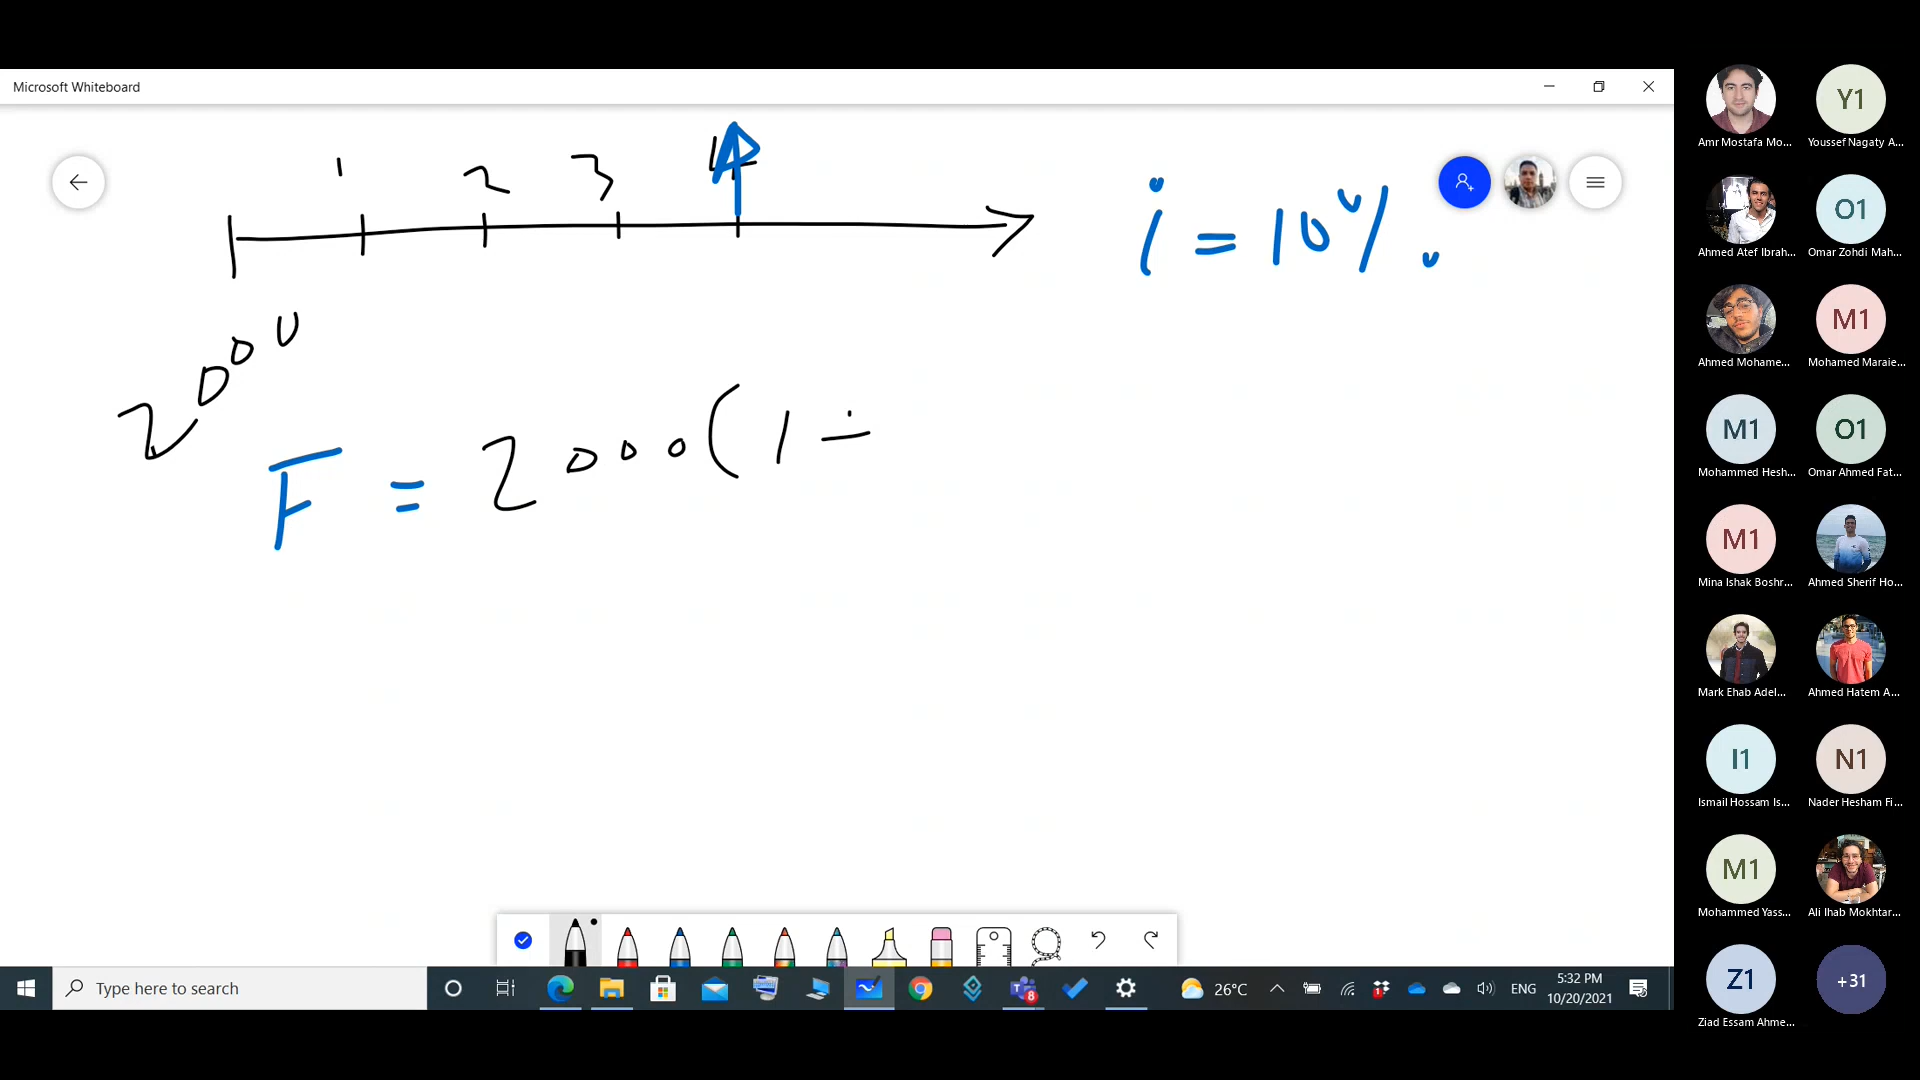 Microsoft Whiteboard
1 2 3 4
i = 10%.
2000
F = 2000(1 +
Type here to search
26°C
ENG
5:32 PM
10/20/2021
1
8
Amr Mostafa Mo...
Y1
Youssef Nagaty A...
Ahmed Atef Ibrah...
O1
Omar Zohdi Mah...
Ahmed Mohame...
M1
Mohamed Maraie...
M1
Mohammed Hesh...
O1
Omar Ahmed Fat...
M1
Mina Ishak Boshr...
Ahmed Sherif Ho...
Mark Ehab Adel...
Ahmed Hatem A...
I1
Ismail Hossam Is...
N1
Nader Hesham Fi...
M1
Mohammed Yass...
Ali Ihab Mokhtar...
Z1
Ziad Essam Ahme...
+31